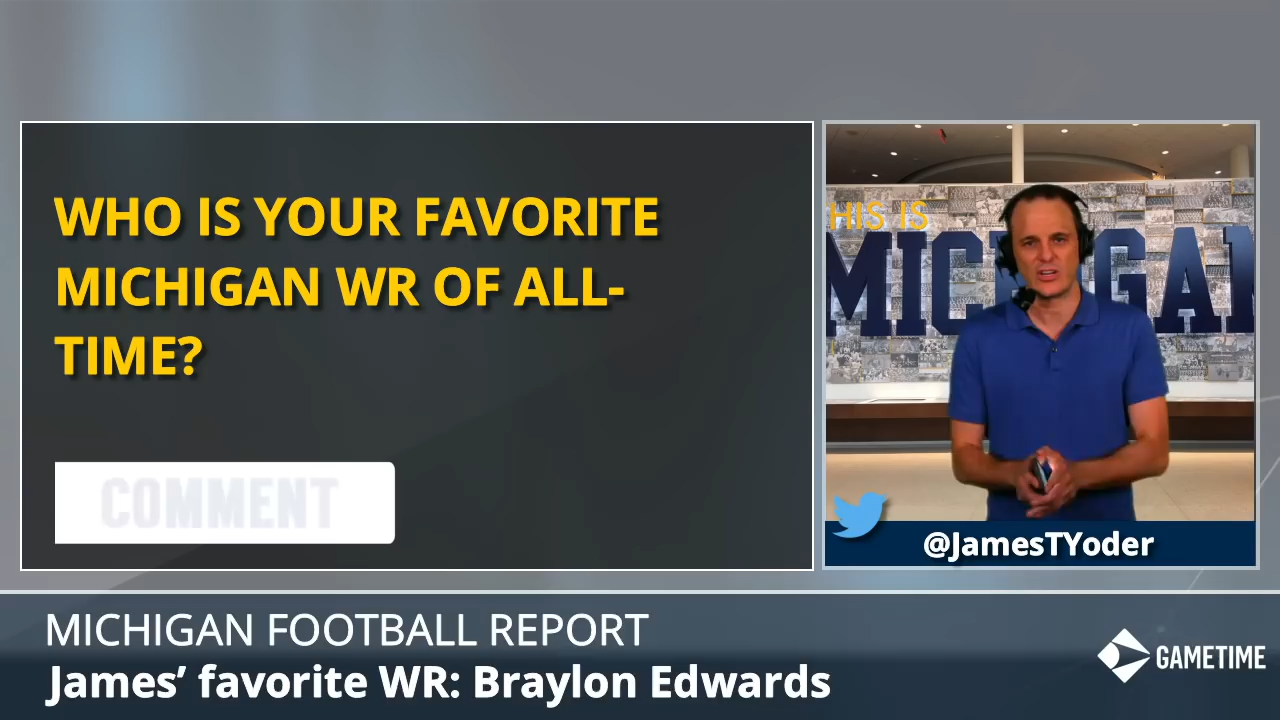 WHO IS YOUR FAVORITE
MICHIGAN WR OF ALL-
TIME?
COMMENT
HIS IS
MICHIGAN
@JamesTYoder
MICHIGAN FOOTBALL REPORT
James’ favorite WR: Braylon Edwards
GAMETIME